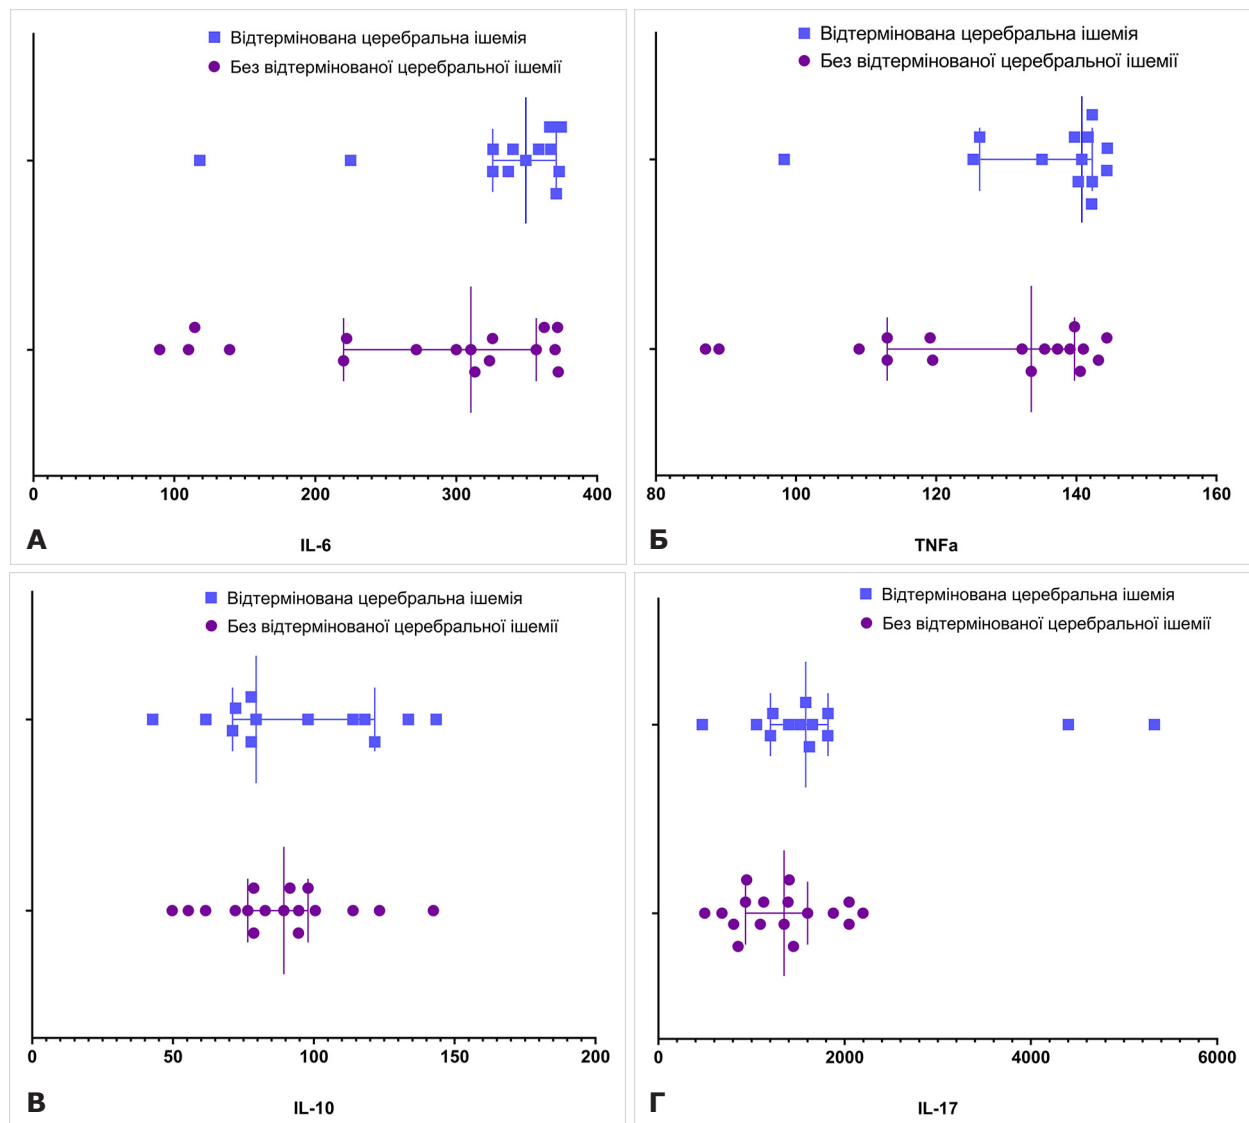 Відтермінована церебральна ішемія
Без відтермінованої церебральної ішемії
0 100 200 300 400
А
IL-6
Відтермінована церебральна ішемія
Без відтермінованої церебральної ішемії
80 100 120 140 160
Б
TNFa
Відтермінована церебральна ішемія
Без відтермінованої церебральної ішемії
0 50 100 150 200
В
IL-10
Відтермінована церебральна ішемія
Без відтермінованої церебральної ішемії
0 2000 4000 6000
Г
IL-17